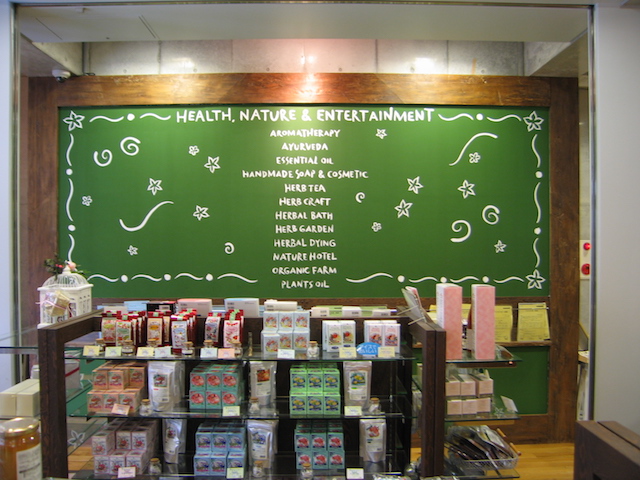 HEALTH, NATURE & ENTERTAINMENT
AROMATHERAPY
AYURVEDA
ESSENTIAL OIL
HANDMADE SOAP & COSMETIC
HERB TEA
HERB CRAFT
HERBAL BATH
HERB GARDEN
HERBAL DYING
NATURE HOTEL
ORGANIC FARM
PLANTS OIL